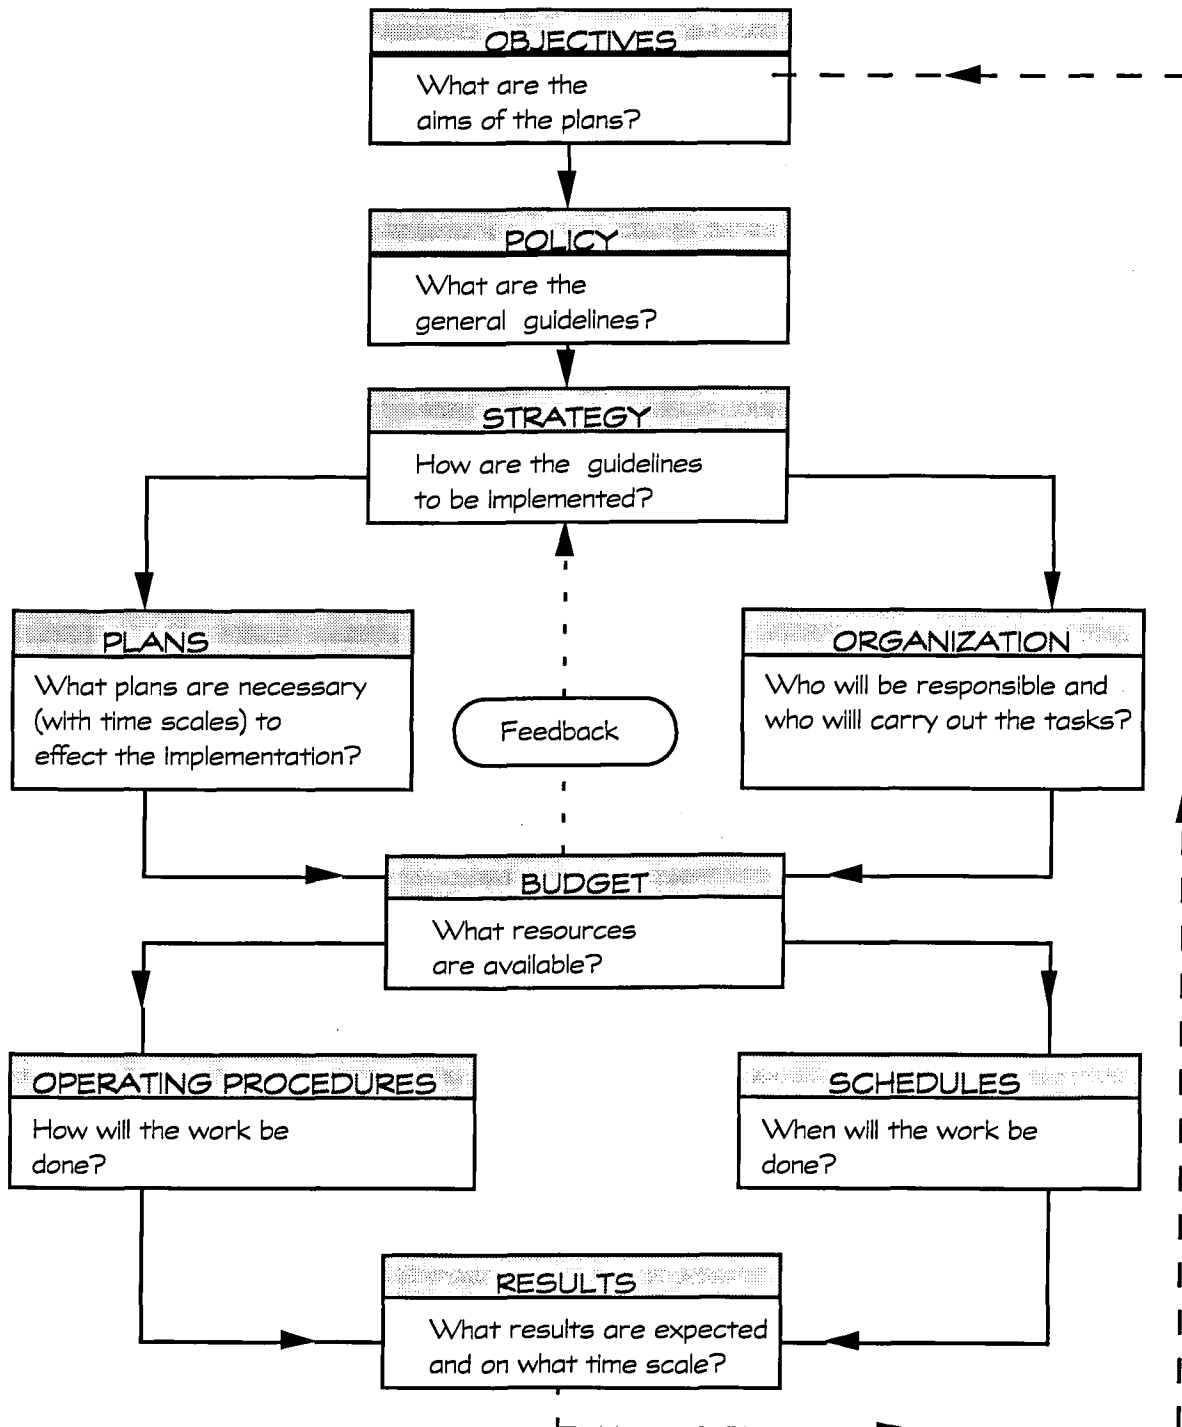 OBJECTIVES
What are the
aims of the plans?
POLICY
What are the
general guidelines?
STRATEGY
How are the guidelines
to be implemented?
PLANS
What plans are necessary
(with time scales) to
effect the implementation?
ORGANIZATION
Who will be responsible and
who wiill carry out the tasks?
Feedback
BUDGET
What resources
are available?
OPERATING PROCEDURES
How will the work be
done?
SCHEDULES
When will the work be
done?
RESULTS
What results are expected
and on what time scale?